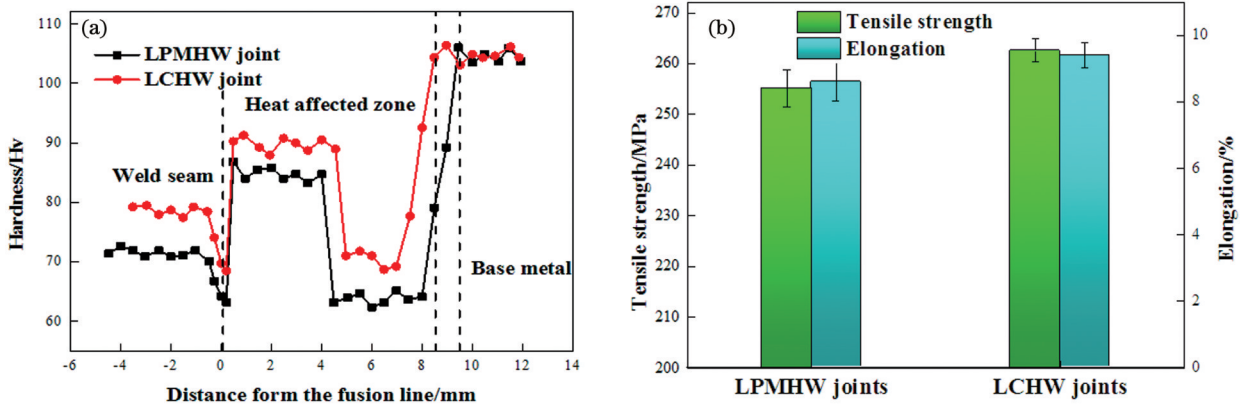 (a)
LPMHW joint
LCHW joint
Heat affected zone
Weld seam
Base metal
Hardness/Hv
110
100
90
80
70
60
-6 -4 -2 0 2 4 6 8 10 12 14
Distance form the fusion line/mm
(b)
Tensile strength
Elongation
Tensile strength/MPa
270
260
250
240
230
220
210
200
Elongation/%
10
8
6
4
2
0
LPMHW joints LCHW joints